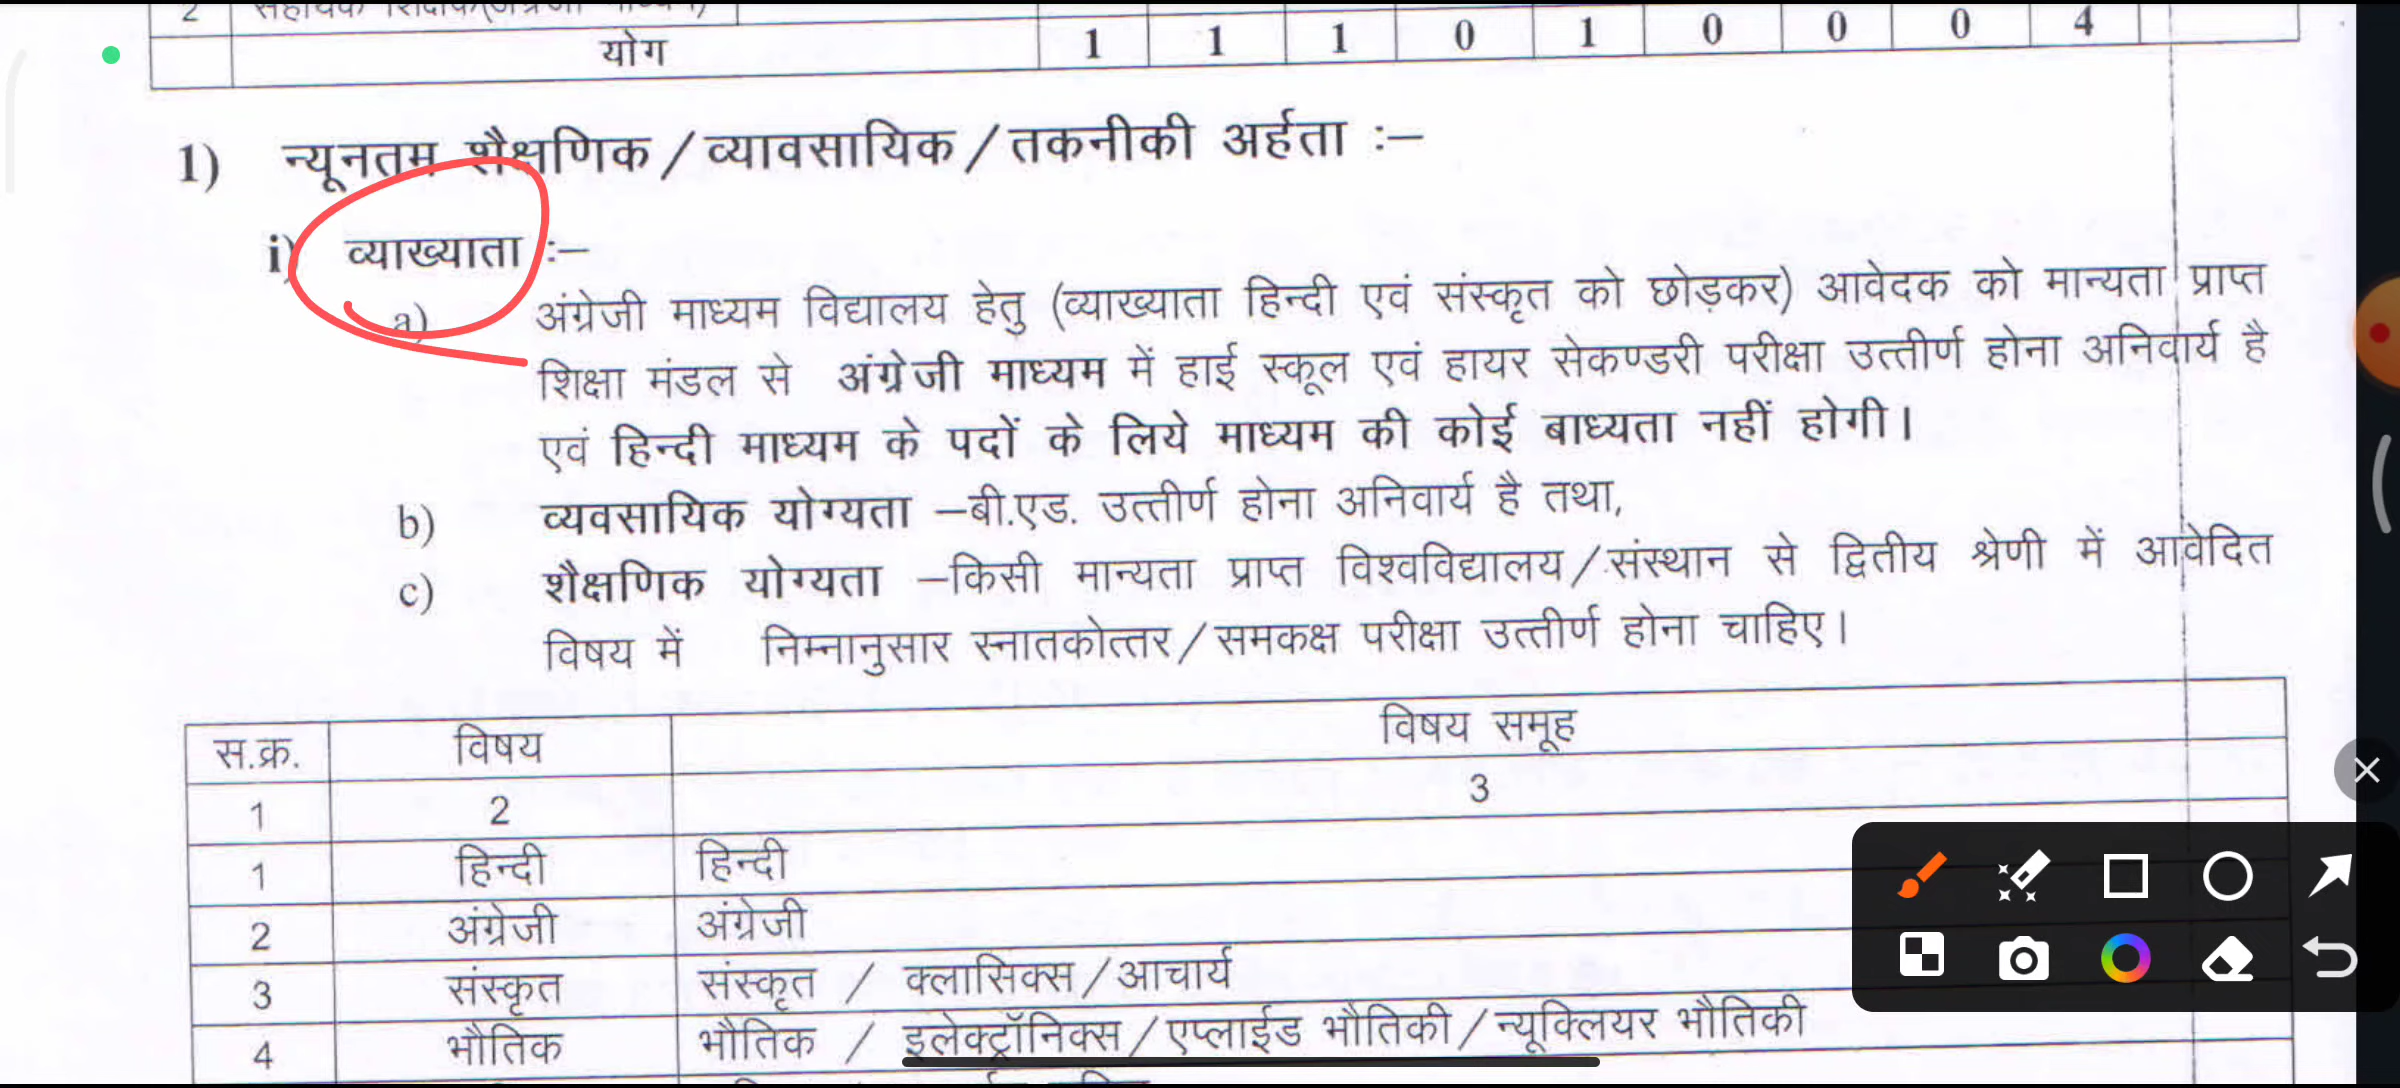 2
योग 1 1 1 0 1 0 0 0 4
1) न्यूनतम शैक्षणिक/व्यावसायिक/तकनीकी अर्हता :–
i) व्याख्याता :–
a) अंग्रेजी माध्यम विद्यालय हेतु (व्याख्याता हिन्दी एवं संस्कृत को छोड़कर) आवेदक को मान्यता प्राप्त
शिक्षा मंडल से अंग्रेजी माध्यम में हाई स्कूल एवं हायर सेकण्डरी परीक्षा उत्तीर्ण होना अनिवार्य है
एवं हिन्दी माध्यम के पदों के लिये माध्यम की कोई बाध्यता नहीं होगी।
b) व्यवसायिक योग्यता –बी.एड. उत्तीर्ण होना अनिवार्य है तथा,
c) शैक्षणिक योग्यता –किसी मान्यता प्राप्त विश्वविद्यालय/संस्थान से द्वितीय श्रेणी में आवेदित
विषय में निम्नानुसार स्नातकोत्तर/समकक्ष परीक्षा उत्तीर्ण होना चाहिए।
स.क्र. विषय विषय समूह
1 2 3
1 हिन्दी हिन्दी
2 अंग्रेजी अंग्रेजी
3 संस्कृत संस्कृत / क्लासिक्स/आचार्य
4 भौतिक भौतिक / इलेक्ट्रॉनिक्स/एप्लाईड भौतिकी/न्यूक्लियर भौतिकी